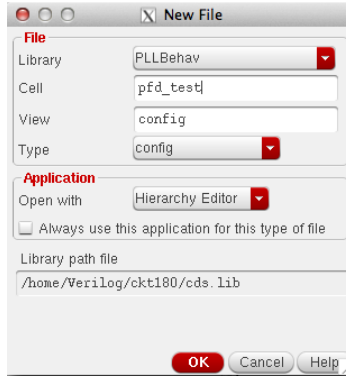 New File
File
Library PLLBehav
Cell pfd_test
View config
Type config
Application
Open with Hierarchy Editor
Always use this application for this type of file
Library path file
/home/Verilog/ckt180/cds.lib
OK Cancel Help